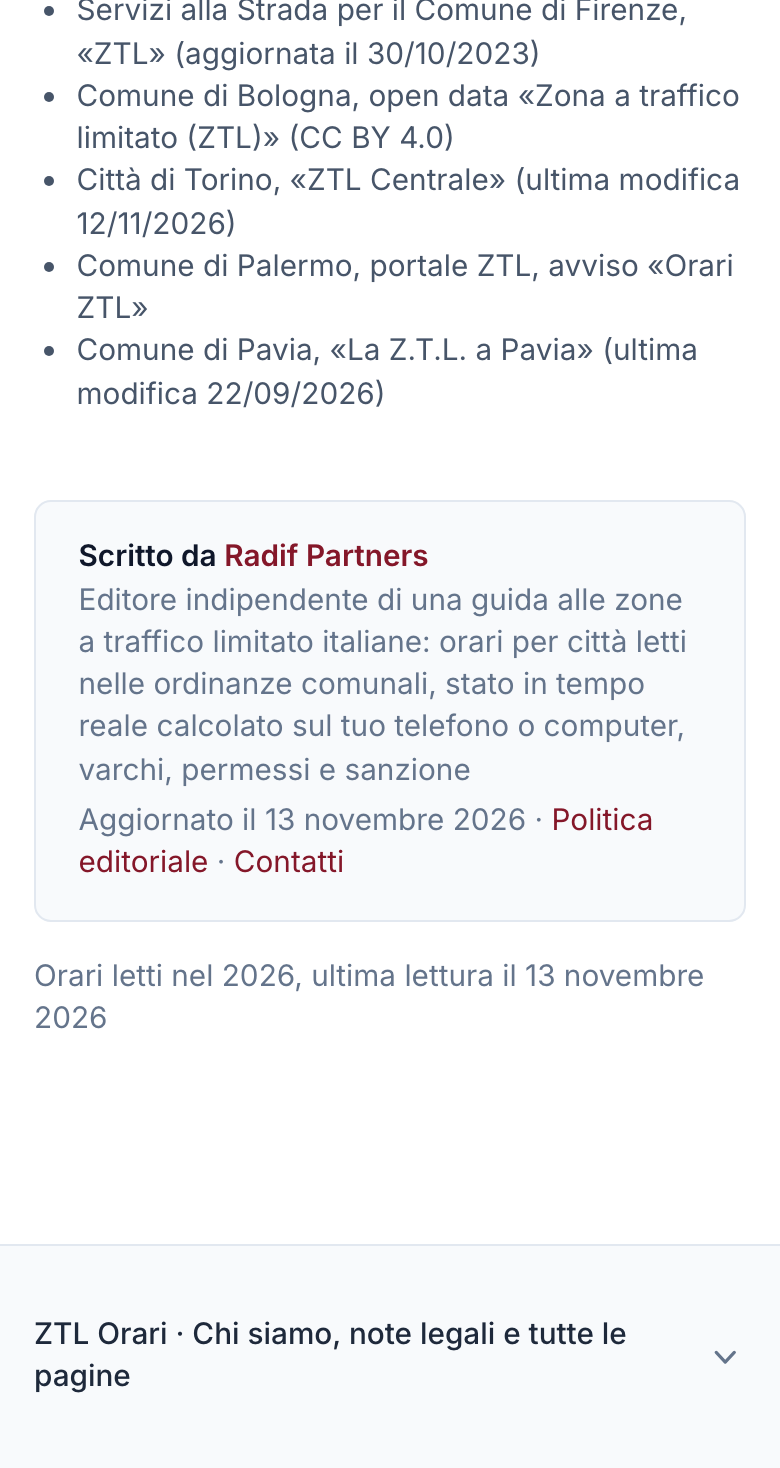 Servizi alla Strada per il Comune di Firenze,
«ZTL» (aggiornata il 30/10/2023)
Comune di Bologna, open data «Zona a traffico
limitato (ZTL)» (CC BY 4.0)
Città di Torino, «ZTL Centrale» (ultima modifica
12/11/2026)
Comune di Palermo, portale ZTL, avviso «Orari
ZTL»
Comune di Pavia, «La Z.T.L. a Pavia» (ultima
modifica 22/09/2026)
Scritto da Radif Partners
Editore indipendente di una guida alle zone
a traffico limitato italiane: orari per città letti
nelle ordinanze comunali, stato in tempo
reale calcolato sul tuo telefono o computer,
varchi, permessi e sanzione
Aggiornato il 13 novembre 2026 · Politica
editoriale · Contatti
Orari letti nel 2026, ultima lettura il 13 novembre
2026
ZTL Orari · Chi siamo, note legali e tutte le
pagine